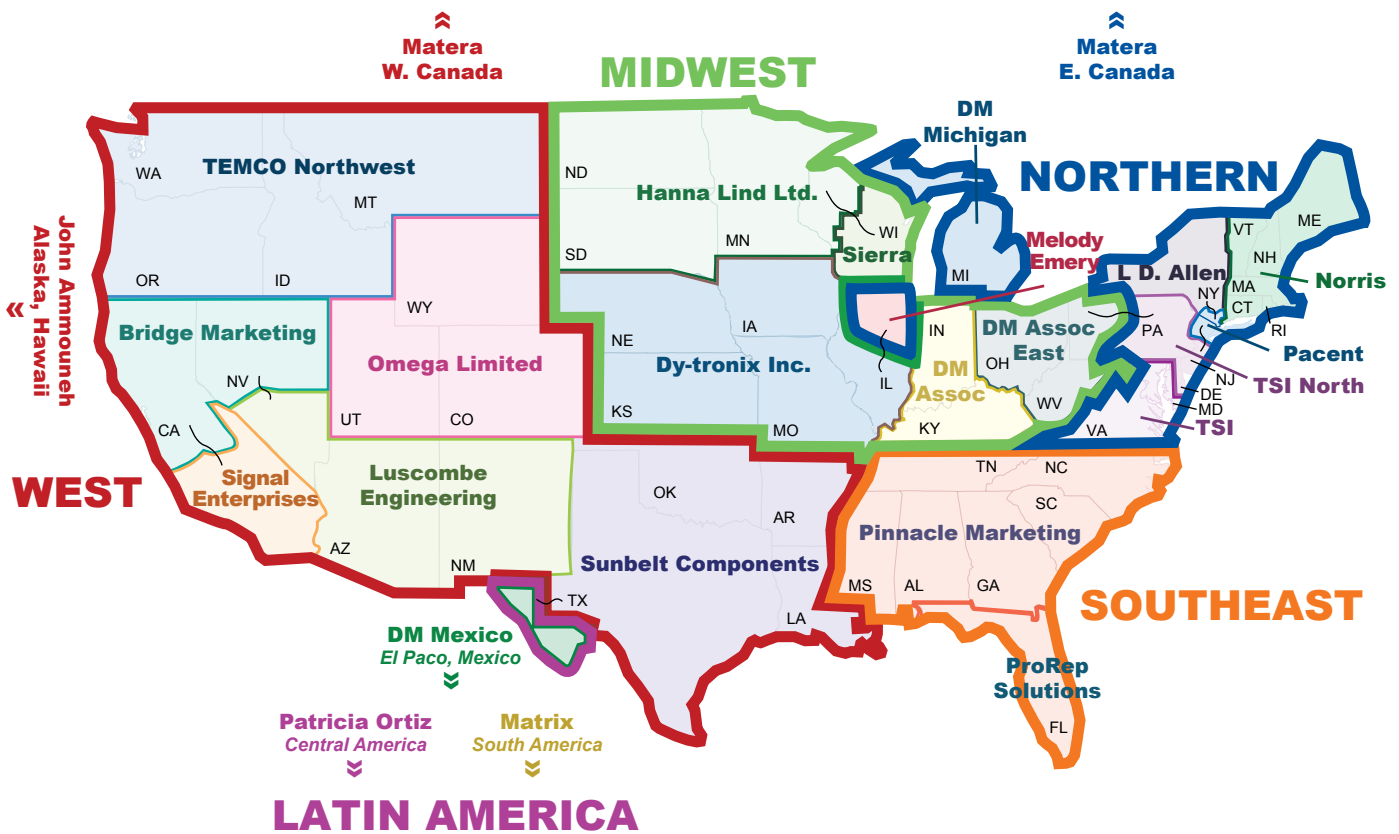 Matera
W. Canada
Matera
E. Canada
MIDWEST
DM
Michigan
NORTHERN
TEMCO Northwest
WA
MT
OR
ID
ND
Hanna Lind Ltd.
MN
SD
WI
Sierra
MI
Melody
Emery
L D. Allen
VT
ME
NH
MA
CT
NY
RI
Norris
Pacent
PA
TSI North
NJ
DE
MD
TSI
VA
John Ammouneh
Alaska, Hawaii
Bridge Marketing
NV
CA
WY
Omega Limited
UT
CO
NE
IA
Dy-tronix Inc.
KS
MO
IL
IN
DM
Assoc
KY
DM Assoc
East
OH
WV
WEST
Signal
Enterprises
Luscombe
Engineering
AZ
NM
OK
AR
Sunbelt Components
TX
LA
TN
NC
SC
Pinnacle Marketing
MS
AL
GA
SOUTHEAST
ProRep
Solutions
FL
DM Mexico
El Paco, Mexico
Patricia Ortiz
Central America
Matrix
South America
LATIN AMERICA